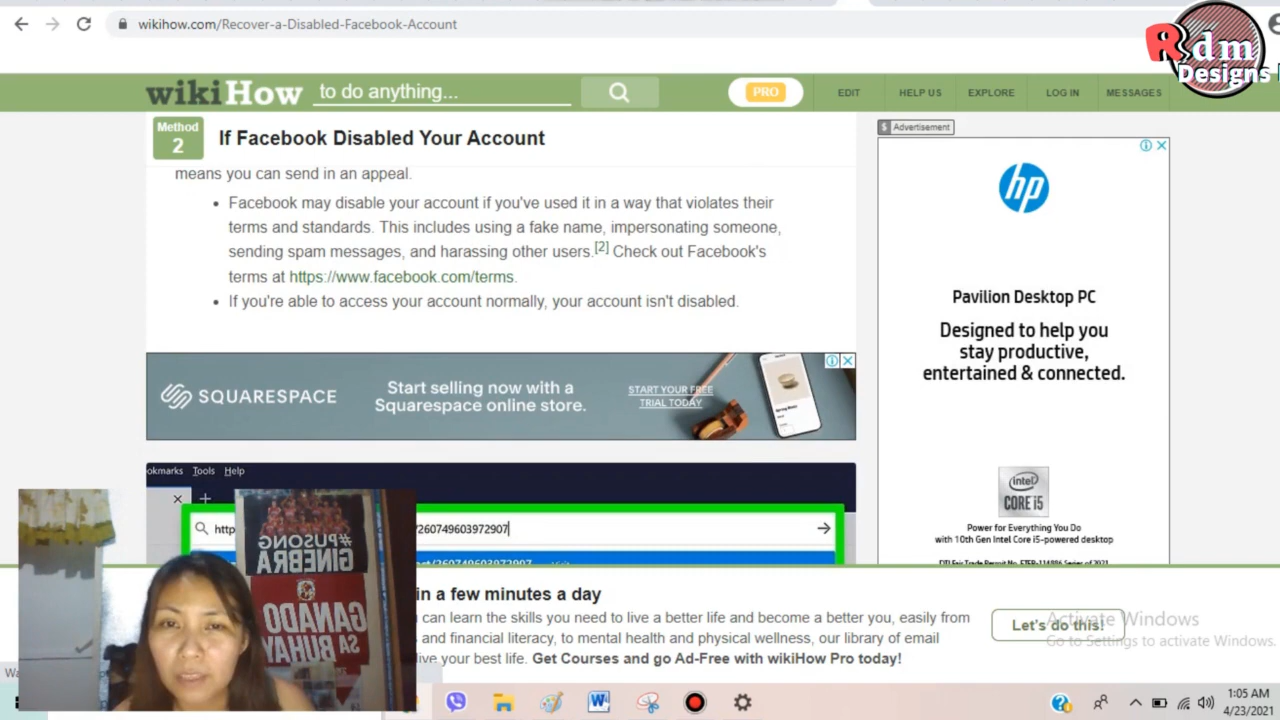 wikihow.com/Recover-a-Disabled-Facebook-Account
Rdm
Designs
wikiHow to do anything...
PRO
EDIT
HELP US
EXPLORE
LOG IN
MESSAGES
Method
2
If Facebook Disabled Your Account
means you can send in an appeal.
• Facebook may disable your account if you've used it in a way that violates their
terms and standards. This includes using a fake name, impersonating someone,
sending spam messages, and harassing other users.[2] Check out Facebook's
terms at https://www.facebook.com/terms.
• If you're able to access your account normally, your account isn't disabled.
$ Advertisement
hp
Pavilion Desktop PC
Designed to help you
stay productive,
entertained & connected.
intel
CORE i5
Power for Everything You Do
with 10th Gen Intel Core i5-powered desktop
SQUARESPACE
Start selling now with a
Squarespace online store.
START YOUR FREE
TRIAL TODAY
okmarks Tools Help
http
/260749603972907
Visit
#PUSONG
GINEBRA
GANADO
SA BUHAY
in a few minutes a day
can learn the skills you need to live a better life and become a better you, easily from
and financial literacy, to mental health and physical wellness, our library of email
live your best life. Get Courses and go Ad-Free with wikiHow Pro today!
Let's do this!
Activate Windows
Go to Settings to activate Windows.
1:05 AM
4/23/2021